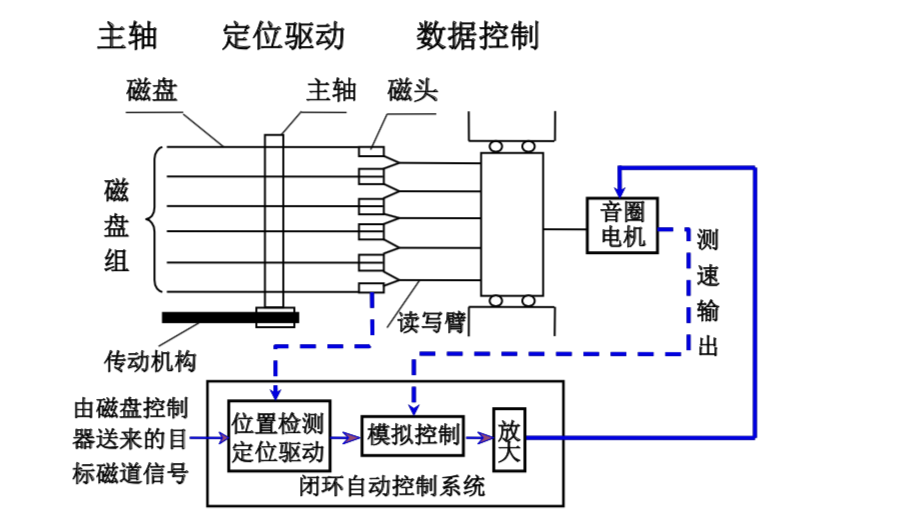 主轴 定位驱动 数据控制
磁盘 主轴 磁头
磁
盘
组
音圈
电机
测
速
输
出
读写臂
传动机构
由磁盘控制
器送来的目
标磁道信号
位置检测
定位驱动
模拟控制
放
大
闭环自动控制系统